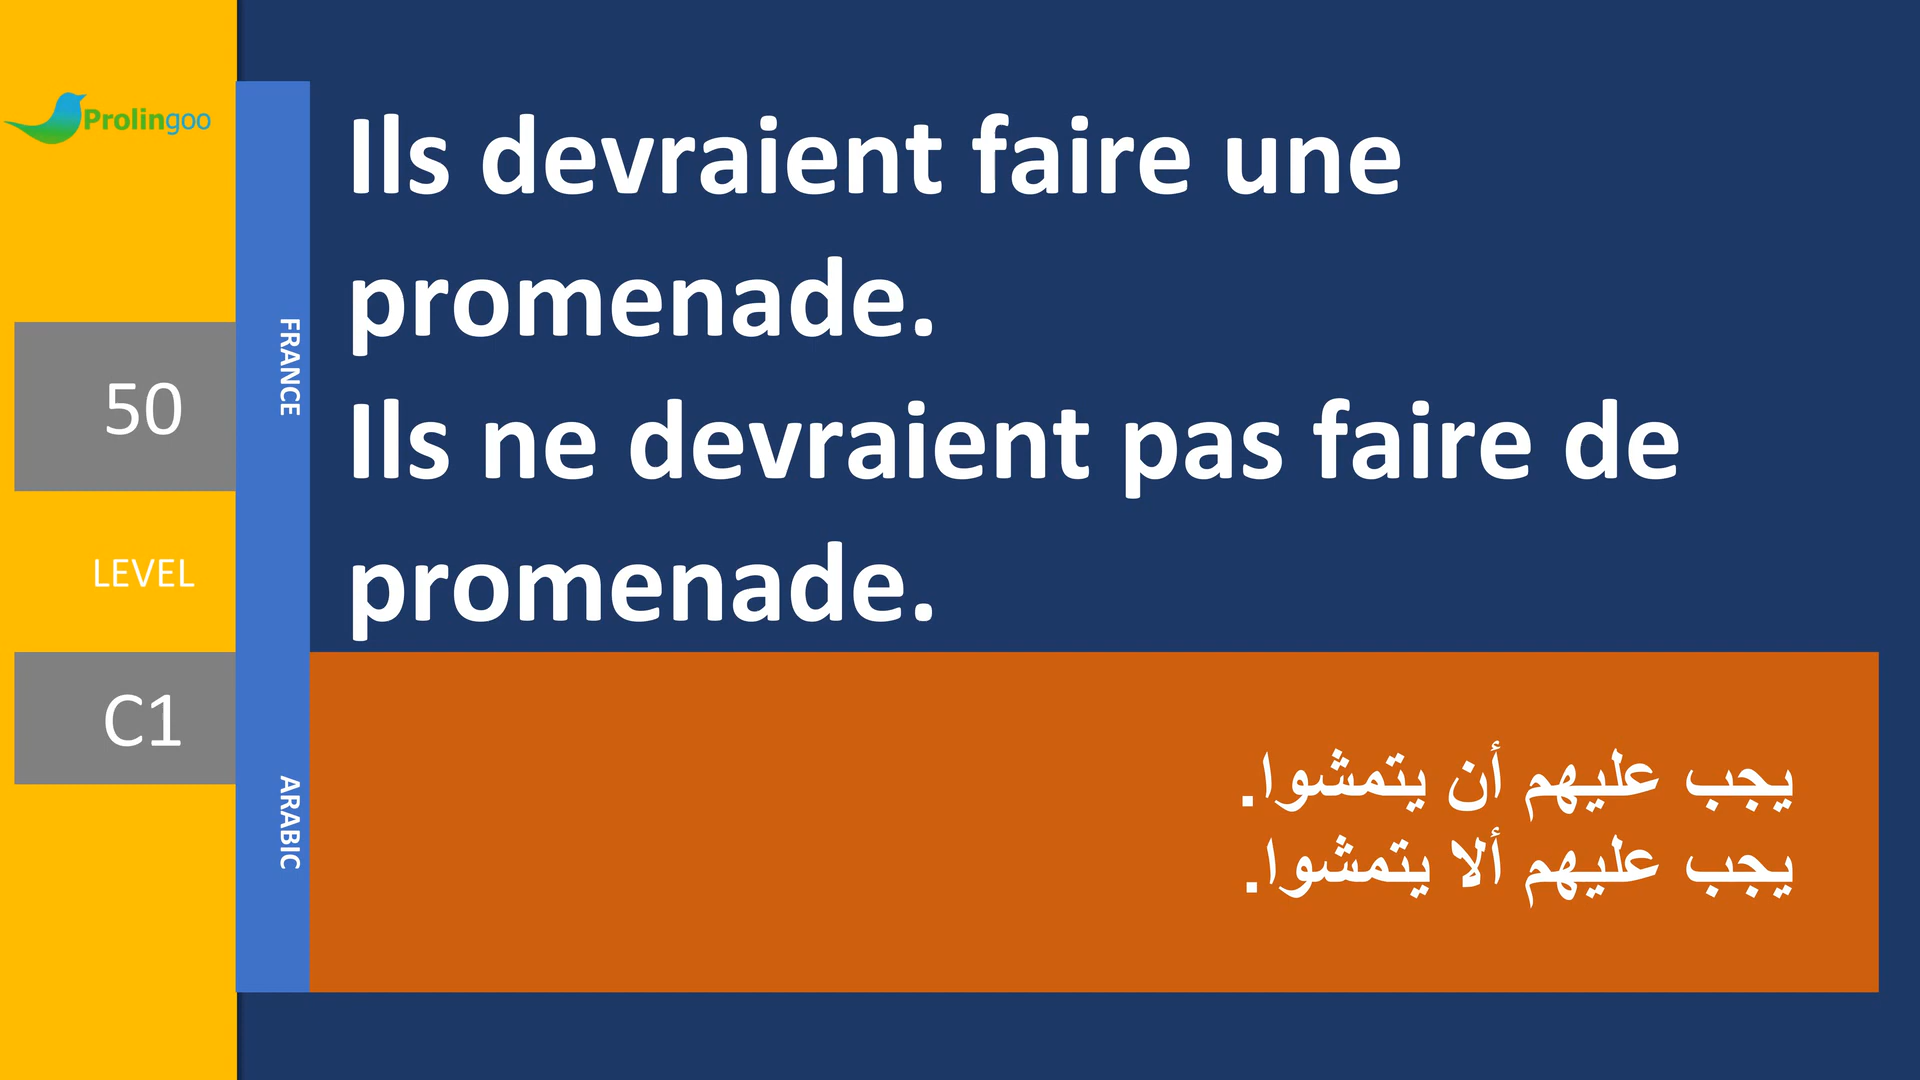 Prolingoo
50
LEVEL
C1
FRANCE
ARABIC
Ils devraient faire une
promenade.
Ils ne devraient pas faire de
promenade.
يجب عليهم أن يتمشوا.
يجب عليهم ألا يتمشوا.